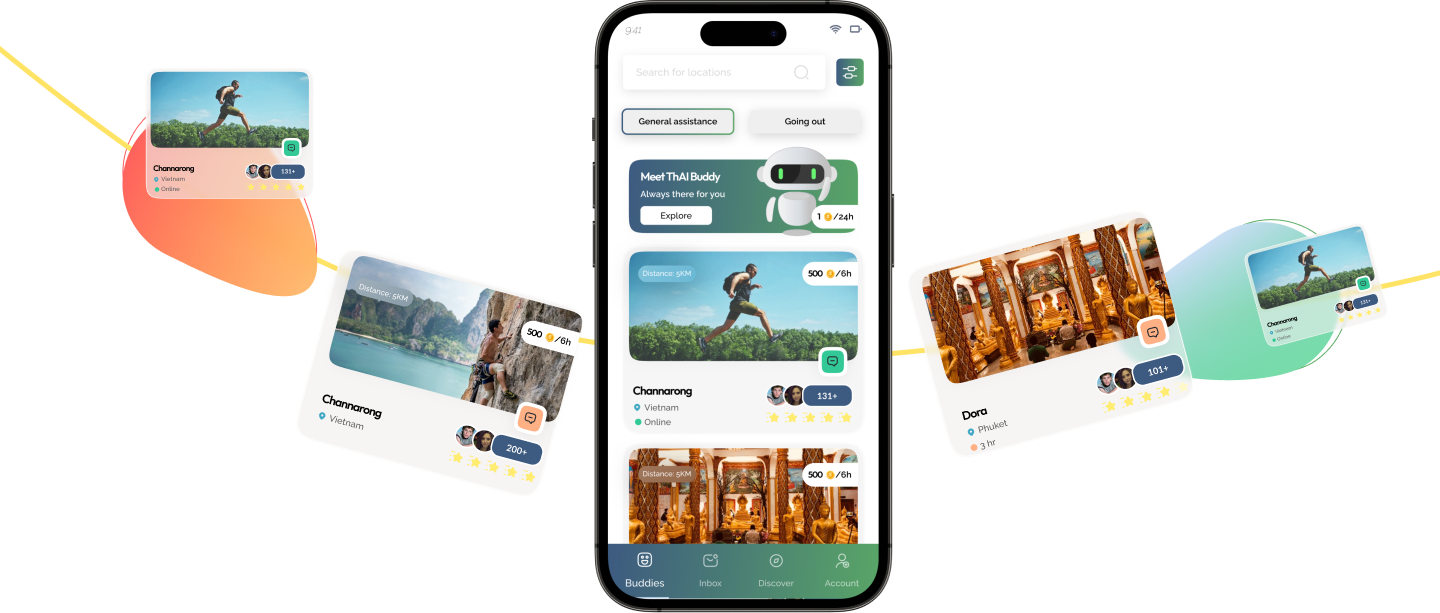 Channarong
Vietnam
Online
131+
Distance: 5KM
500 /6h
Channarong
Vietnam
200+
9:41
Search for locations
General assistance
Going out
Meet ThAI Buddy
Always there for you
Explore
1 /24h
Distance: 5KM
500 /6h
Channarong
Vietnam
Online
131+
Distance: 5KM
500 /6h
Buddies
Inbox
Discover
Account
Dora
Phuket
3 hr
101+
Channarong
Vietnam
Online
131+